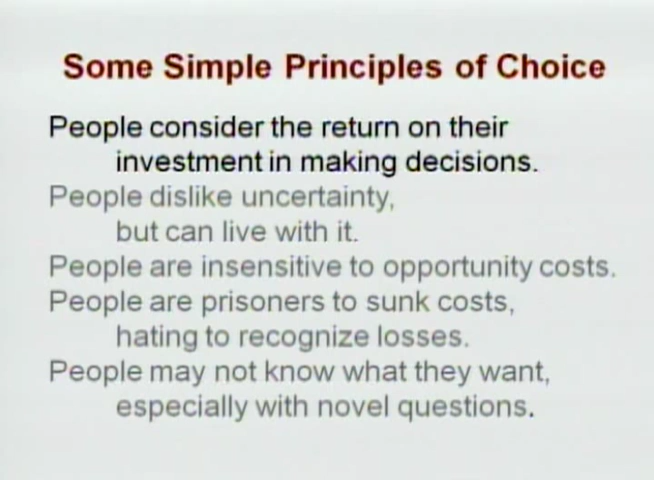 Some Simple Principles of Choice
People consider the return on their
investment in making decisions.
People dislike uncertainty,
but can live with it.
People are insensitive to opportunity costs.
People are prisoners to sunk costs,
hating to recognize losses.
People may not know what they want,
especially with novel questions.